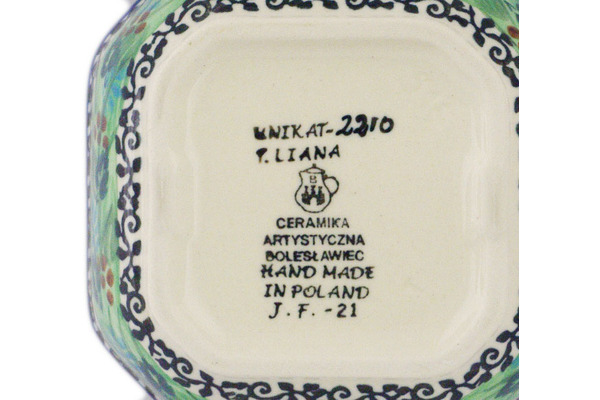 UNIKAT-2210
P. LIANA
B
CERAMIKA
ARTYSTYCZNA
BOLESŁAWIEC
HAND MADE
IN POLAND
J.F.-21